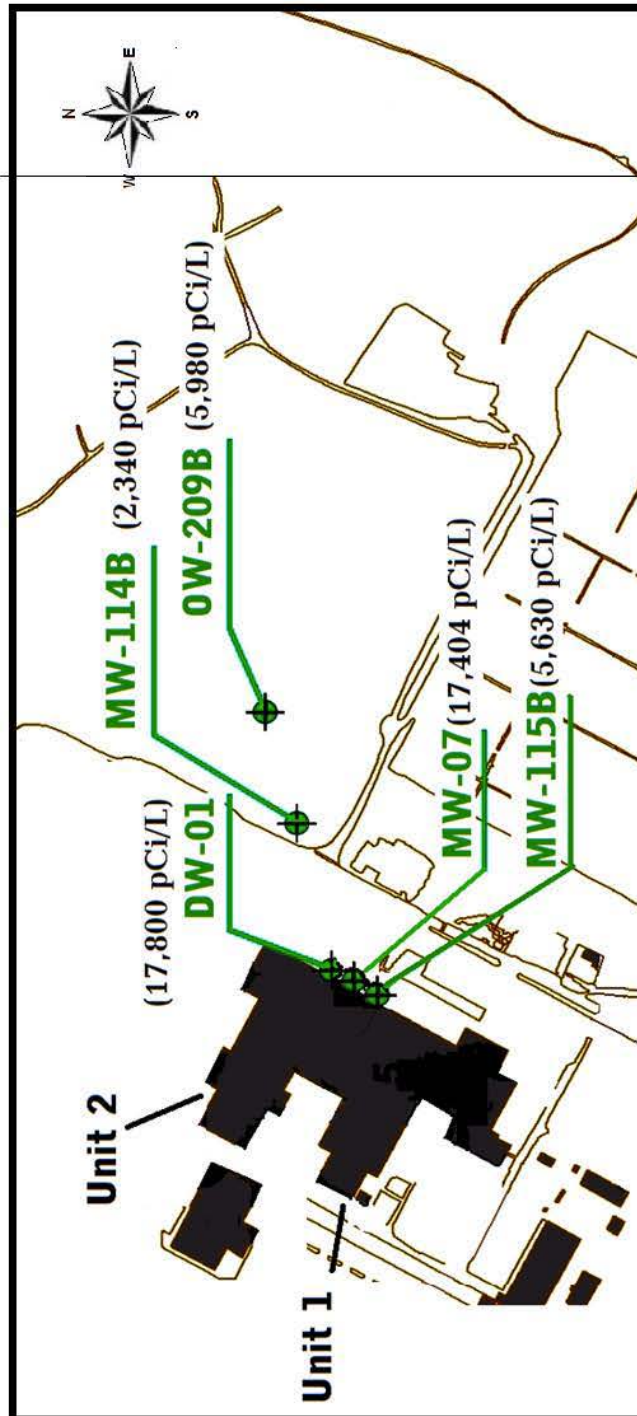 N
E
S
W
MW-114B (2,340 pCi/L)
OW-209B (5,980 pCi/L)
(17,800 pCi/L)
DW-01
MW-07 (17,404 pCi/L)
MW-115B (5,630 pCi/L)
Unit 2
Unit 1